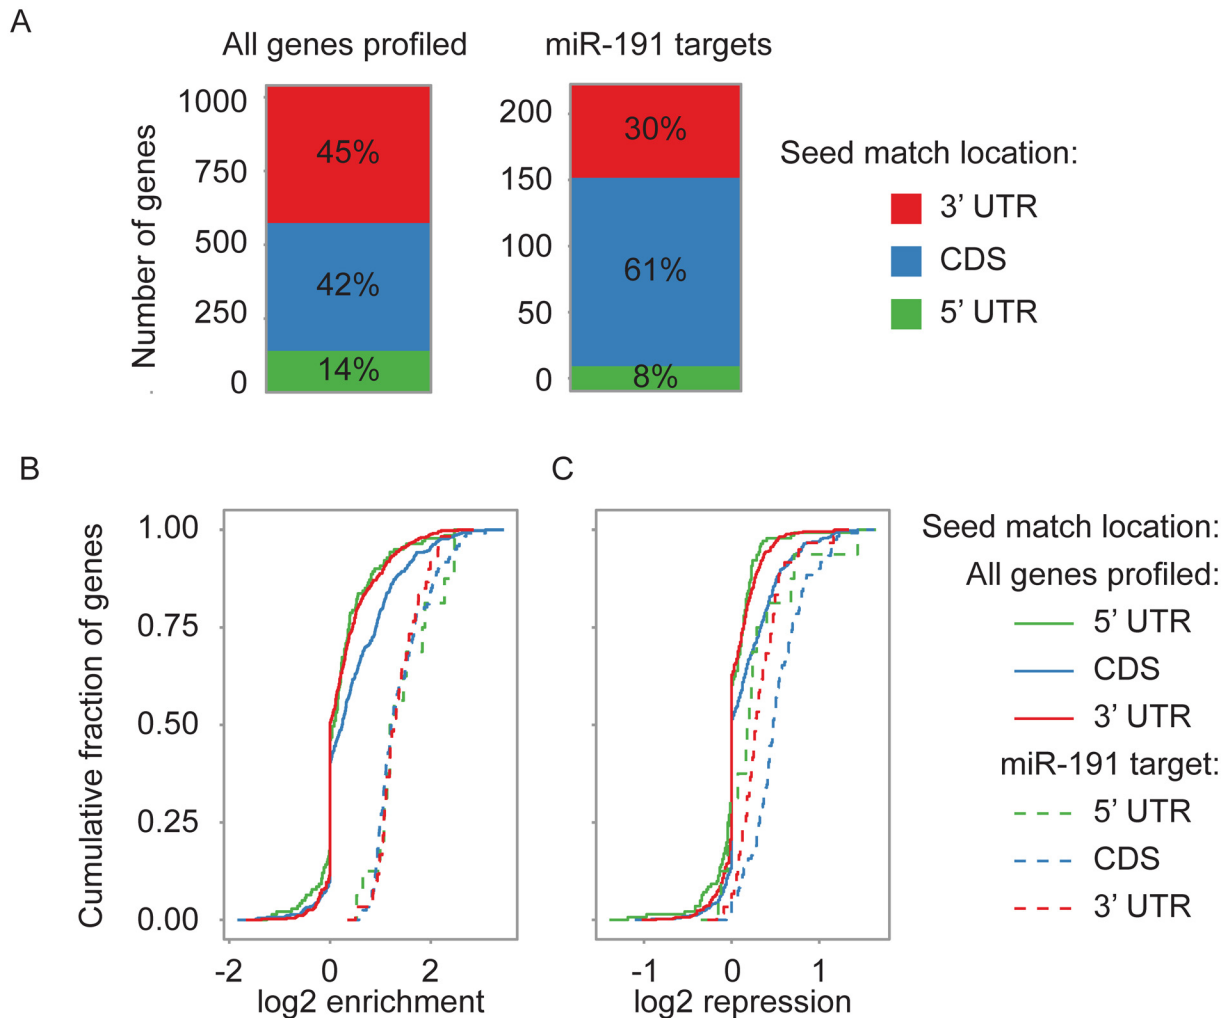 A
All genes profiled
miR-191 targets
Number of genes
1000
750
500
250
0
45%
42%
14%
200
150
100
50
0
30%
61%
8%
Seed match location:
3’ UTR
CDS
5’ UTR
B
Cumulative fraction of genes
1.00
0.75
0.50
0.25
0.00
-2
0
2
log2 enrichment
C
-1
0
1
log2 repression
Seed match location:
All genes profiled:
5’ UTR
CDS
3’ UTR
miR-191 target:
5’ UTR
CDS
3’ UTR